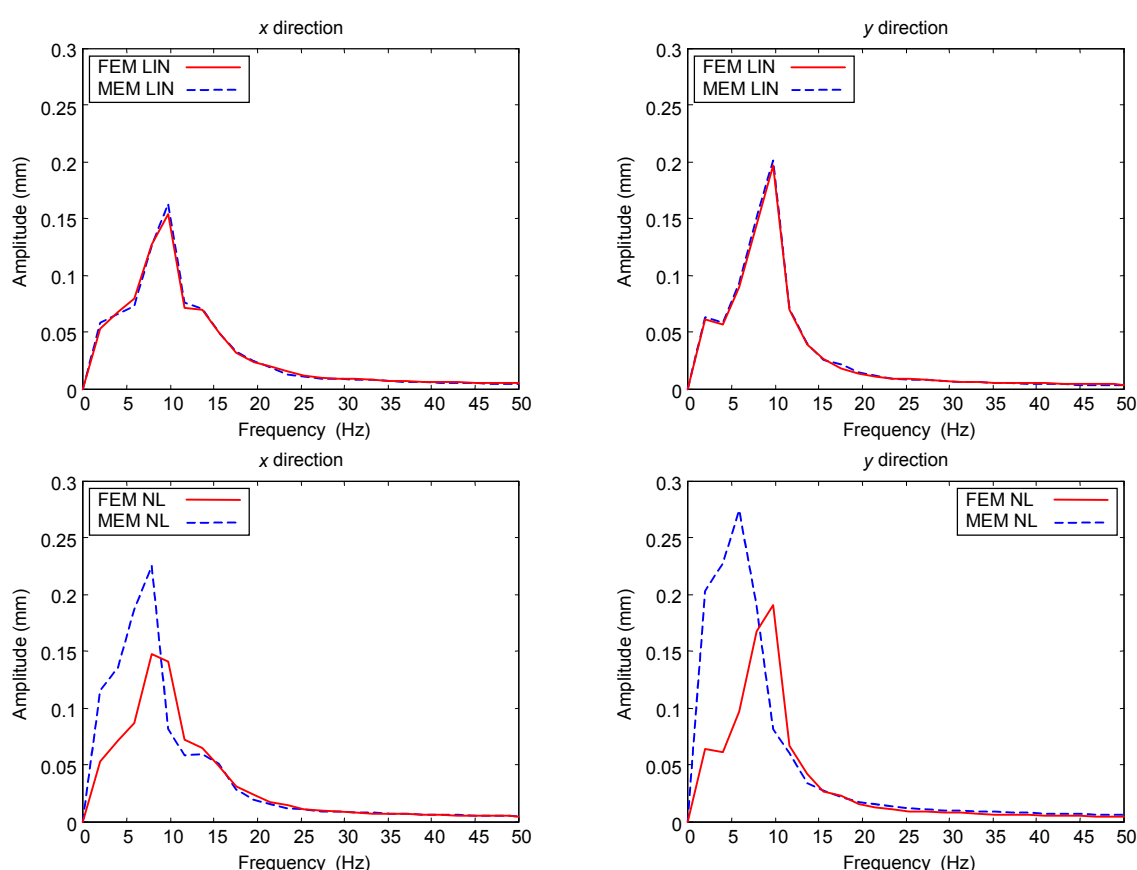 x direction
0.3
0.25
0.2
0.15
0.1
0.05
0
FEM LIN
MEM LIN
Amplitude (mm)
0 5 10 15 20 25 30 35 40 45 50
Frequency (Hz)
y direction
0.3
0.25
0.2
0.15
0.1
0.05
0
FEM LIN
MEM LIN
Amplitude (mm)
0 5 10 15 20 25 30 35 40 45 50
Frequency (Hz)
x direction
0.3
0.25
0.2
0.15
0.1
0.05
0
FEM NL
MEM NL
Amplitude (mm)
0 5 10 15 20 25 30 35 40 45 50
Frequency (Hz)
y direction
0.3
0.25
0.2
0.15
0.1
0.05
0
FEM NL
MEM NL
Amplitude (mm)
0 5 10 15 20 25 30 35 40 45 50
Frequency (Hz)